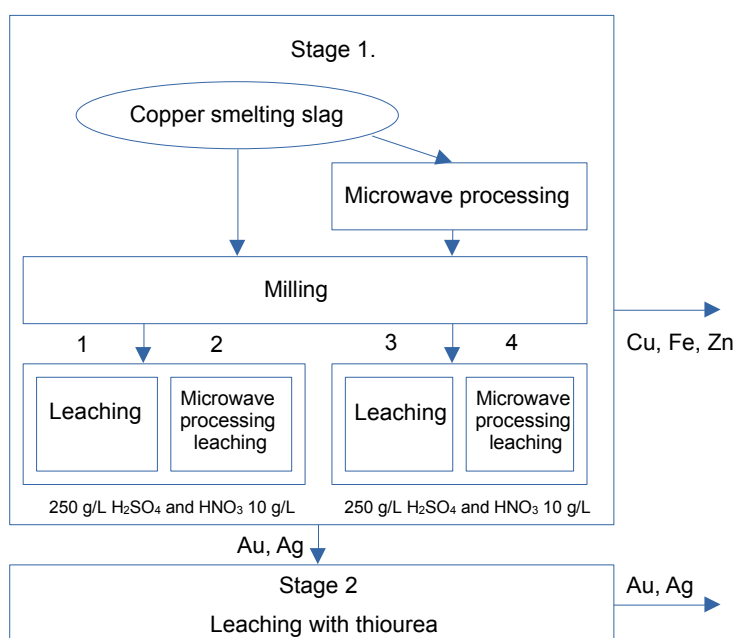 Stage 1.
Copper smelting slag
Microwave processing
Milling
1
2
3
4
Cu, Fe, Zn
Leaching
Microwave
processing
leaching
Leaching
Microwave
processing
leaching
250 g/L H₂SO₄ and HNO₃ 10 g/L
250 g/L H₂SO₄ and HNO₃ 10 g/L
Au, Ag
Stage 2
Leaching with thiourea
Au, Ag